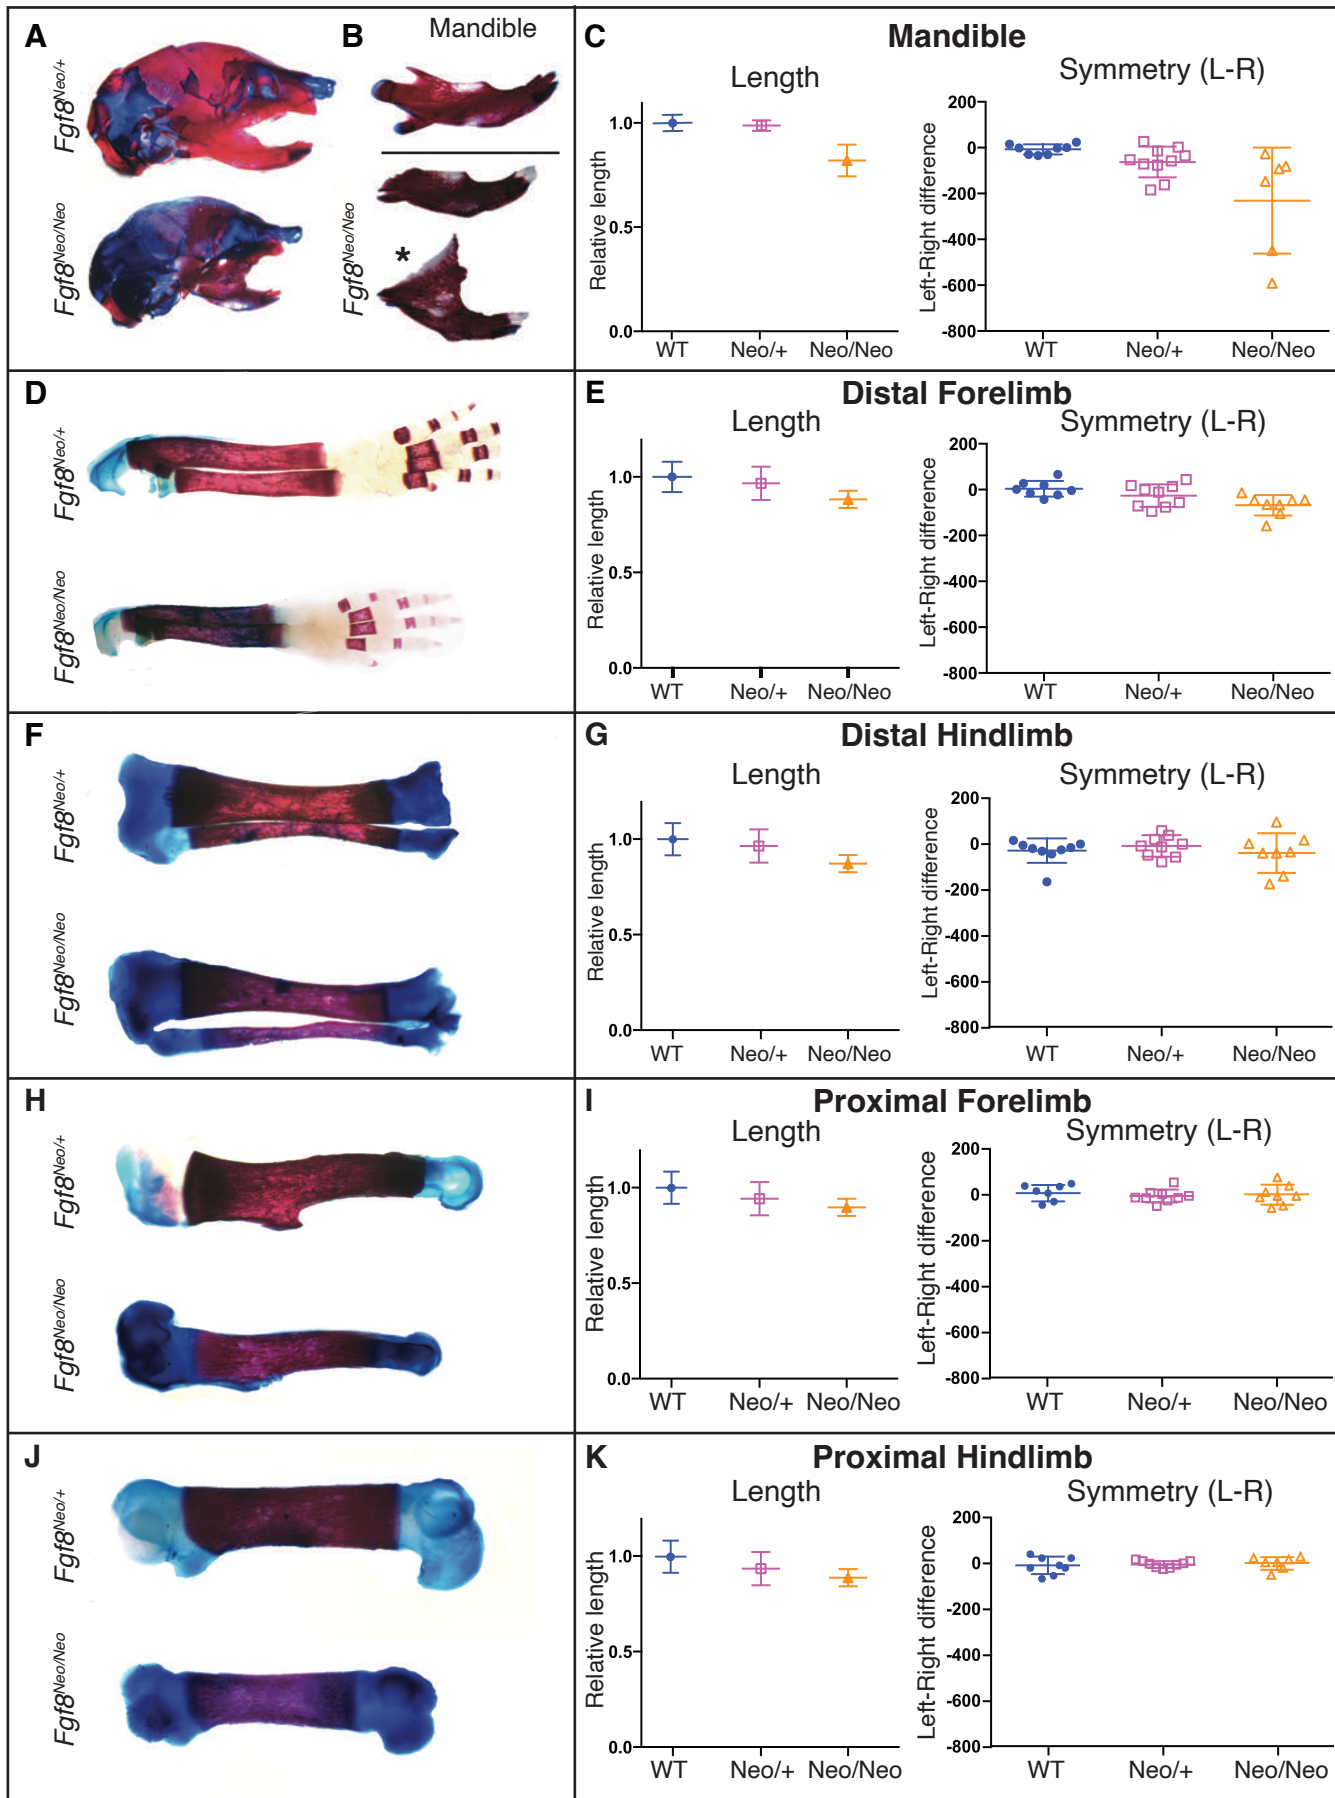 A
B
Mandible
Fgf8Neo/+
Fgf8Neo/Neo
Fgf8Neo/Neo
*
C
Mandible
Length
Symmetry (L-R)
Relative length
1.0
0.5
0.0
WT Neo/+ Neo/Neo
Left-Right difference
200
0
-200
-400
-600
-800
WT Neo/+ Neo/Neo
D
Fgf8Neo/+
Fgf8Neo/Neo
E
Distal Forelimb
Length
Symmetry (L-R)
Relative length
1.0
0.5
0.0
WT Neo/+ Neo/Neo
Left-Right difference
200
0
-200
-400
-600
-800
WT Neo/+ Neo/Neo
F
Fgf8Neo/+
Fgf8Neo/Neo
G
Distal Hindlimb
Length
Symmetry (L-R)
Relative length
1.0
0.5
0.0
WT Neo/+ Neo/Neo
Left-Right difference
200
0
-200
-400
-600
-800
WT Neo/+ Neo/Neo
H
Fgf8Neo/+
Fgf8Neo/Neo
I
Proximal Forelimb
Length
Symmetry (L-R)
Relative length
1.0
0.5
0.0
WT Neo/+ Neo/Neo
Left-Right difference
200
0
-200
-400
-600
-800
WT Neo/+ Neo/Neo
J
Fgf8Neo/+
Fgf8Neo/Neo
K
Proximal Hindlimb
Length
Symmetry (L-R)
Relative length
1.0
0.5
0.0
WT Neo/+ Neo/Neo
Left-Right difference
200
0
-200
-400
-600
-800
WT Neo/+ Neo/Neo